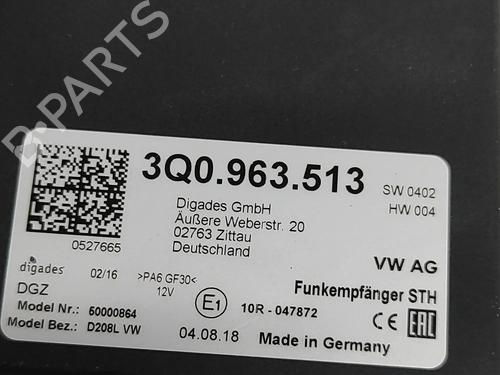 B-PARTS
3Q0.963.513
SW 0402
HW 004
Digades GmbH
Äußere Weberstr. 20
02763 Zittau
Deutschland
0527665
VW AG
digades
02/16
>PA6 GF30<
12V
E1
10R - 047872
Funkempfänger STH
DGZ
Model Nr.: 50000864
Model Bez.: D208L VW
04.08.18
Made in Germany
CE
EAC